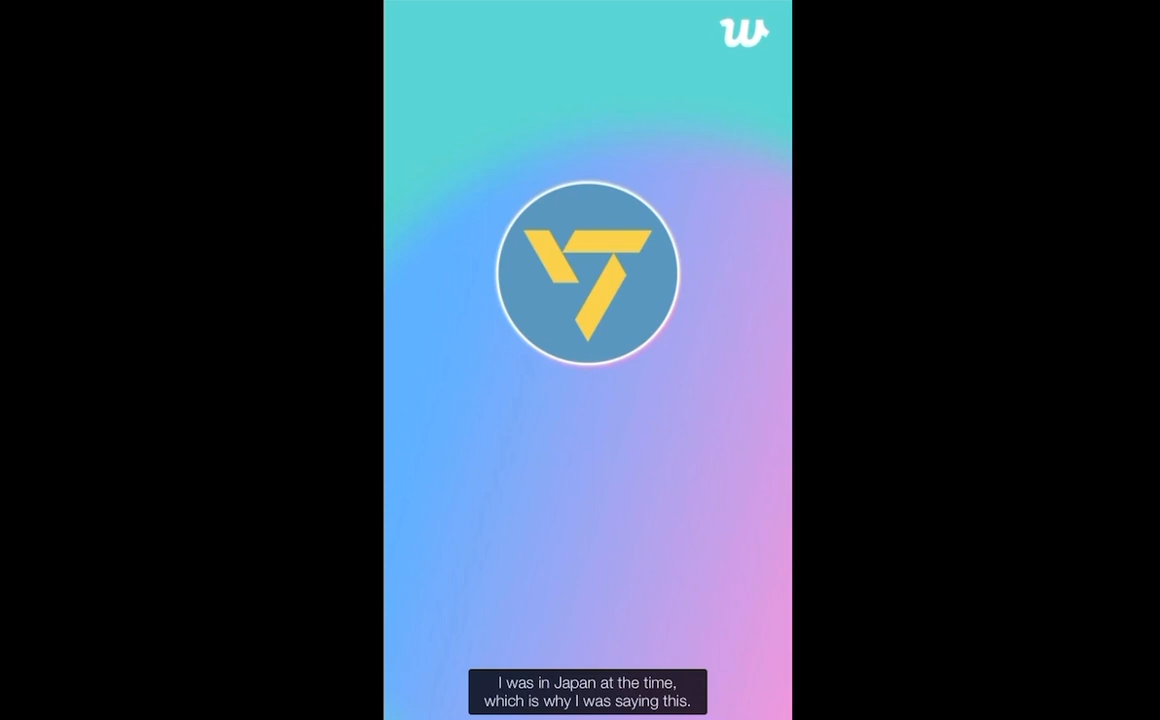 w
I was in Japan at the time,
which is why I was saying this.